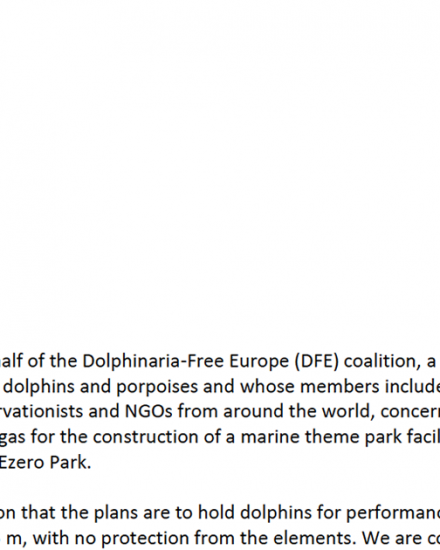 half of the Dolphinaria-Free Europe (DFE) coalition, a
dolphins and porpoises and whose members include
rvationists and NGOs from around the world, concern
gas for the construction of a marine theme park facil
Ezero Park.
on that the plans are to hold dolphins for performanc
m, with no protection from the elements. We are co